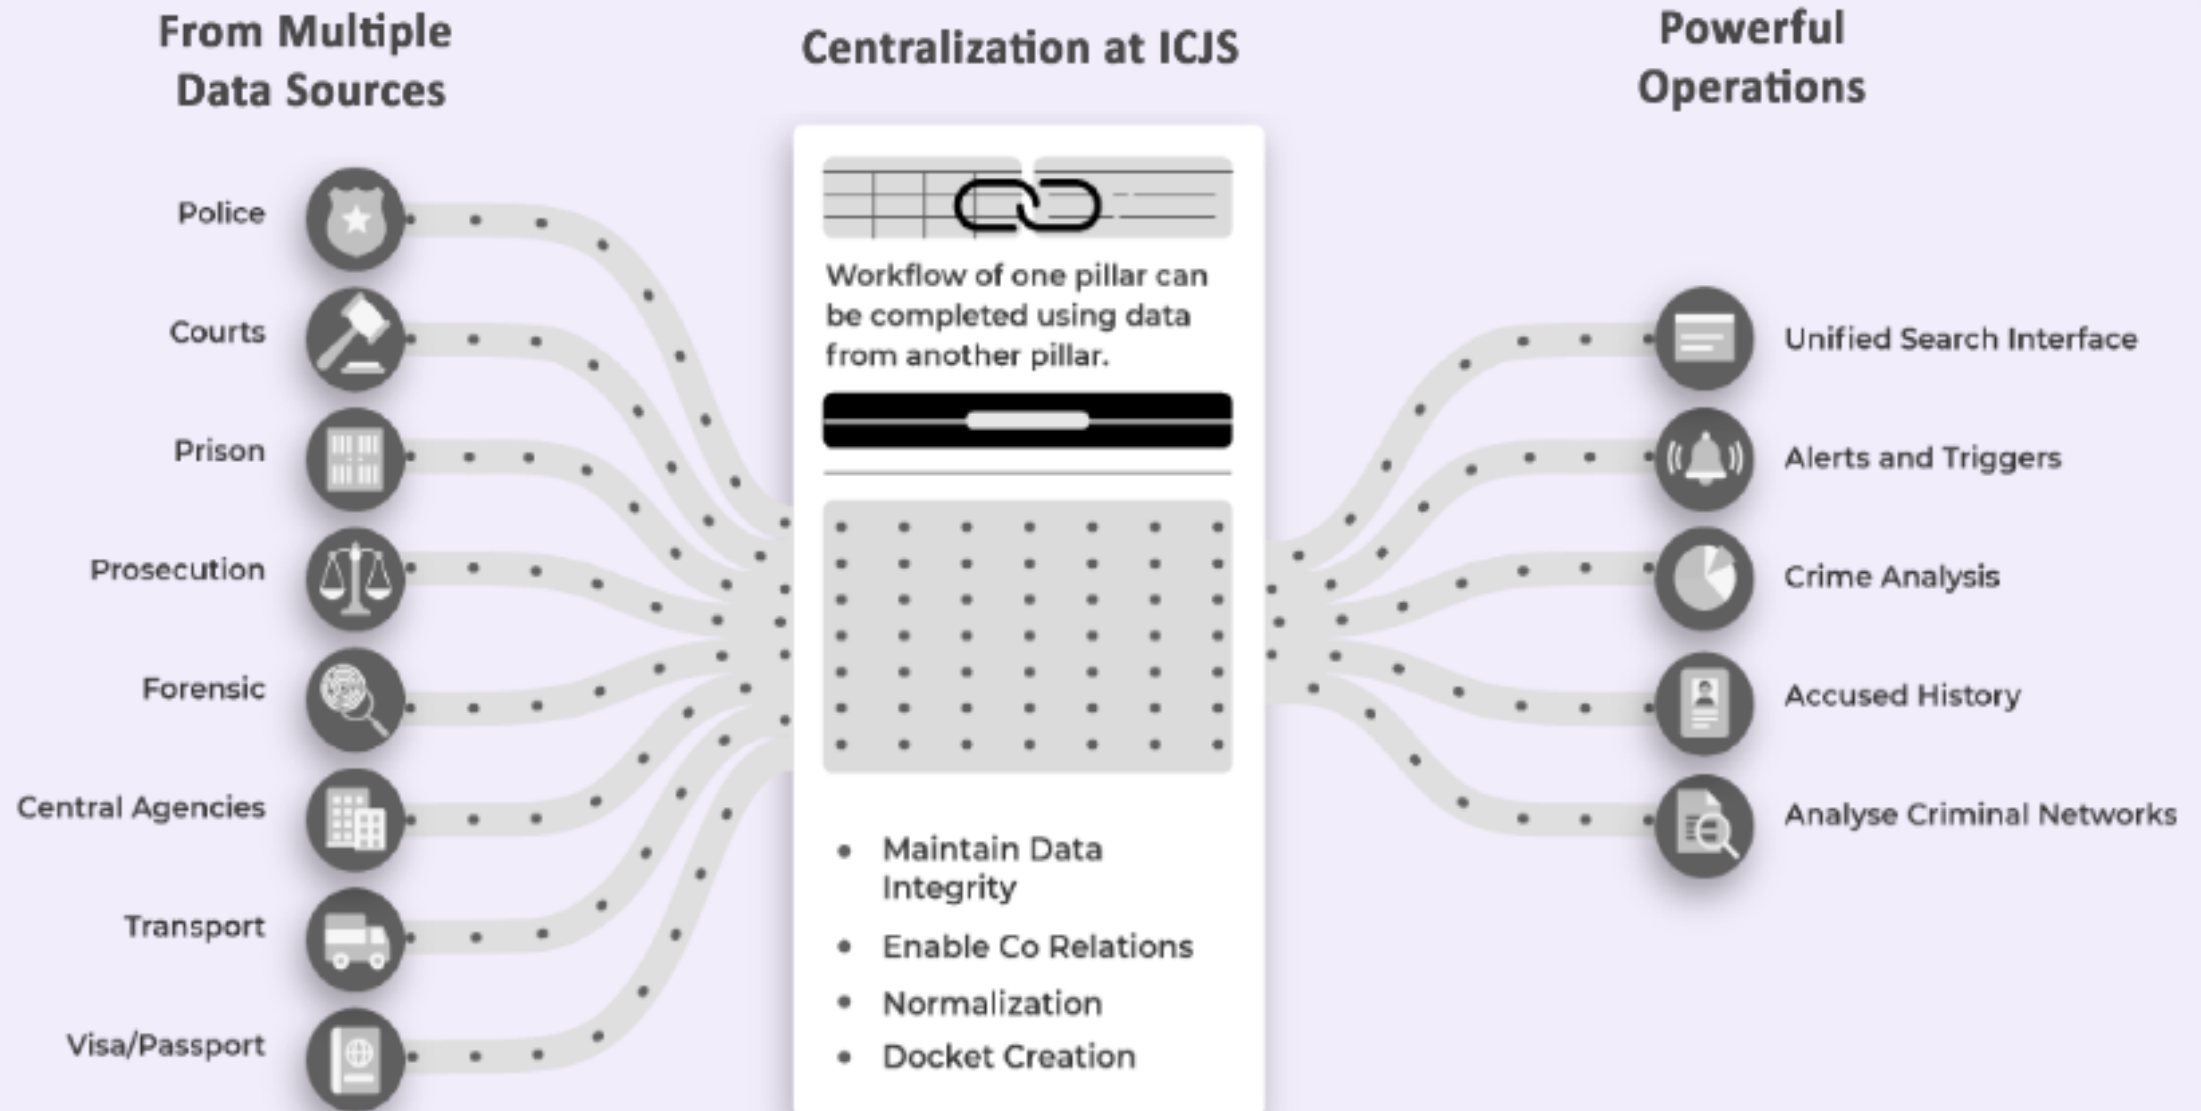 From Multiple
Data Sources
Police
Courts
Prison
Prosecution
Forensic
Central Agencies
Transport
Visa/Passport
Centralization at ICJS
Workflow of one pillar can
be completed using data
from another pillar.
Maintain Data
Integrity
Enable Co Relations
Normalization
Docket Creation
Powerful
Operations
Unified Search Interface
Alerts and Triggers
Crime Analysis
Accused History
Analyse Criminal Networks